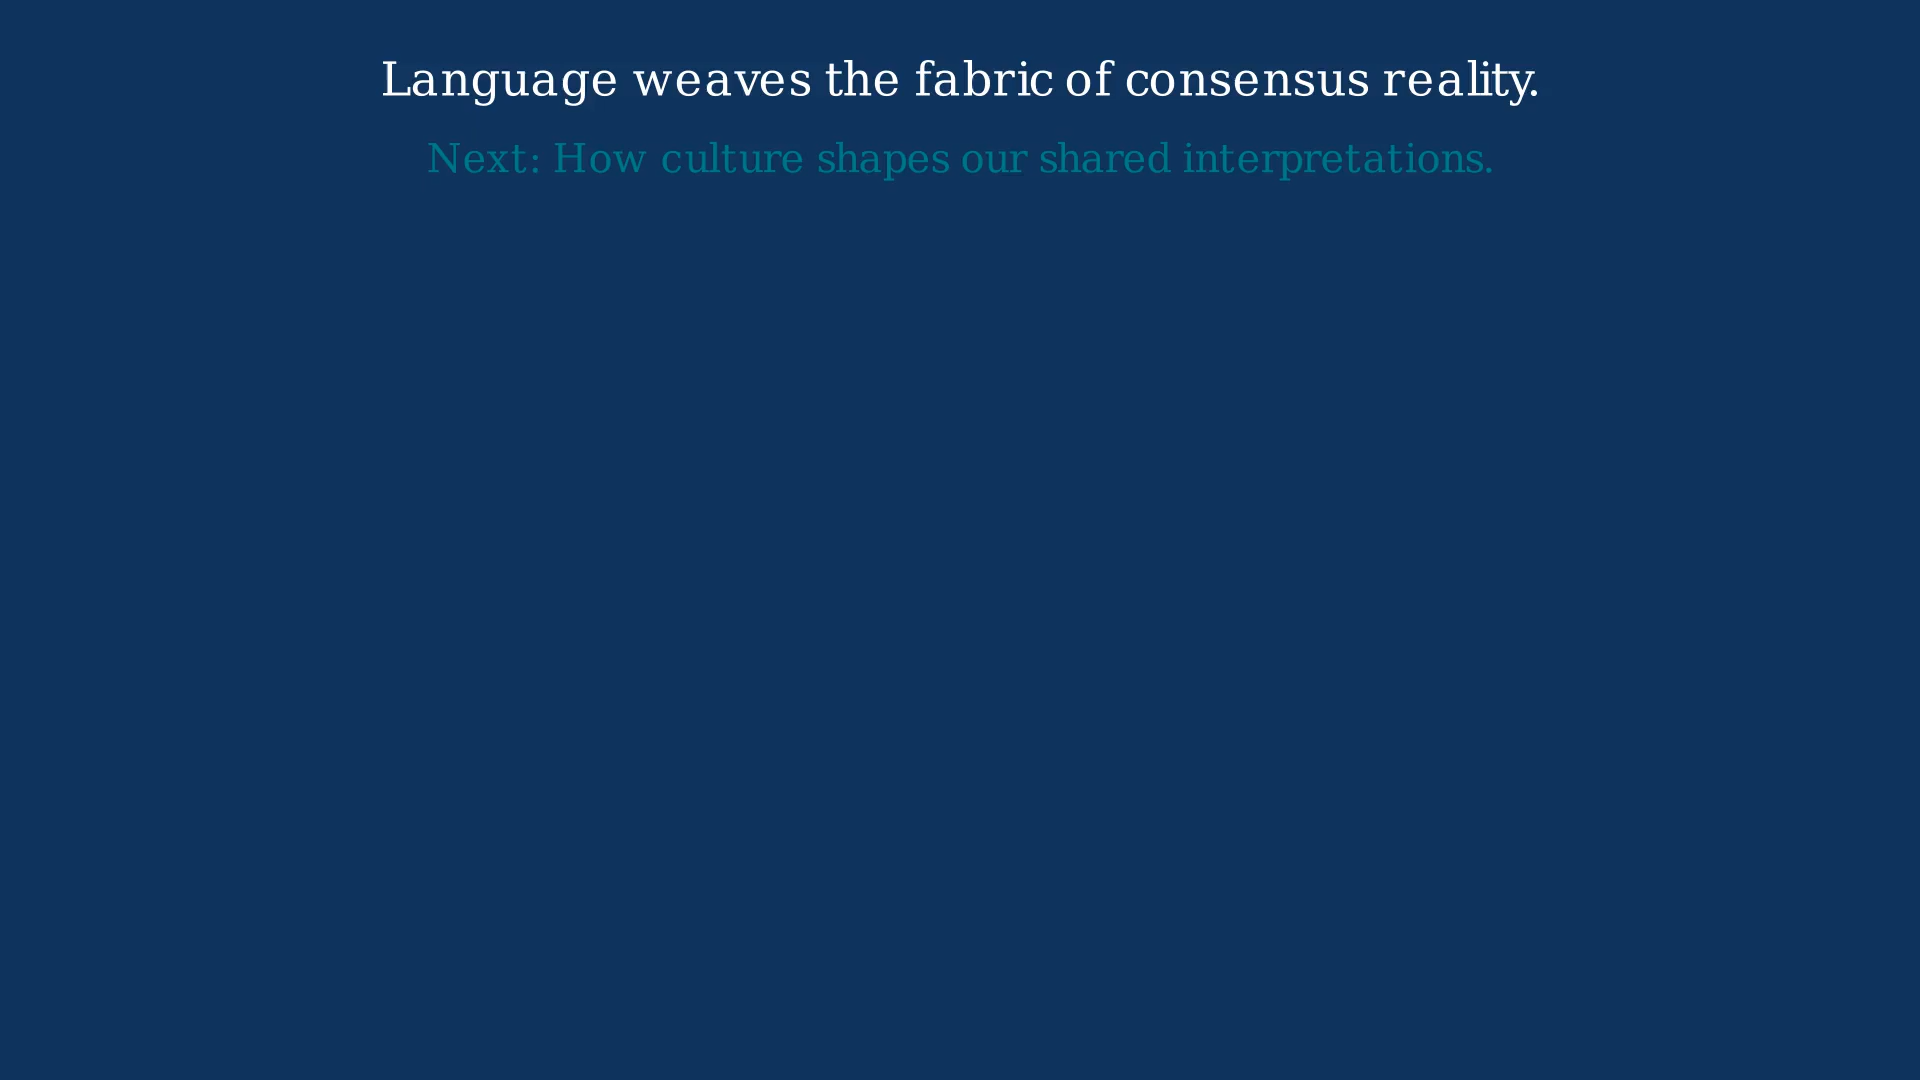 Language weaves the fabric of consensus reality.
Next: How culture shapes our shared interpretations.